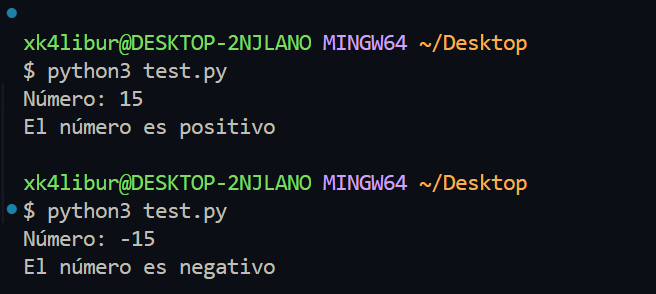 xk4libur@DESKTOP-2NJLANO MINGW64 ~/Desktop
$ python3 test.py
Número: 15
El número es positivo
xk4libur@DESKTOP-2NJLANO MINGW64 ~/Desktop
$ python3 test.py
Número: -15
El número es negativo